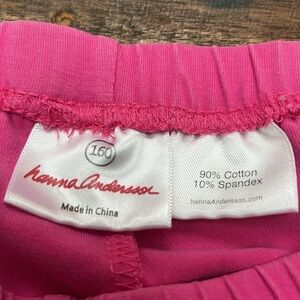 160
hanna Andersson
Made in China
90% Cotton
10% Spandex
hannaAndersson.com